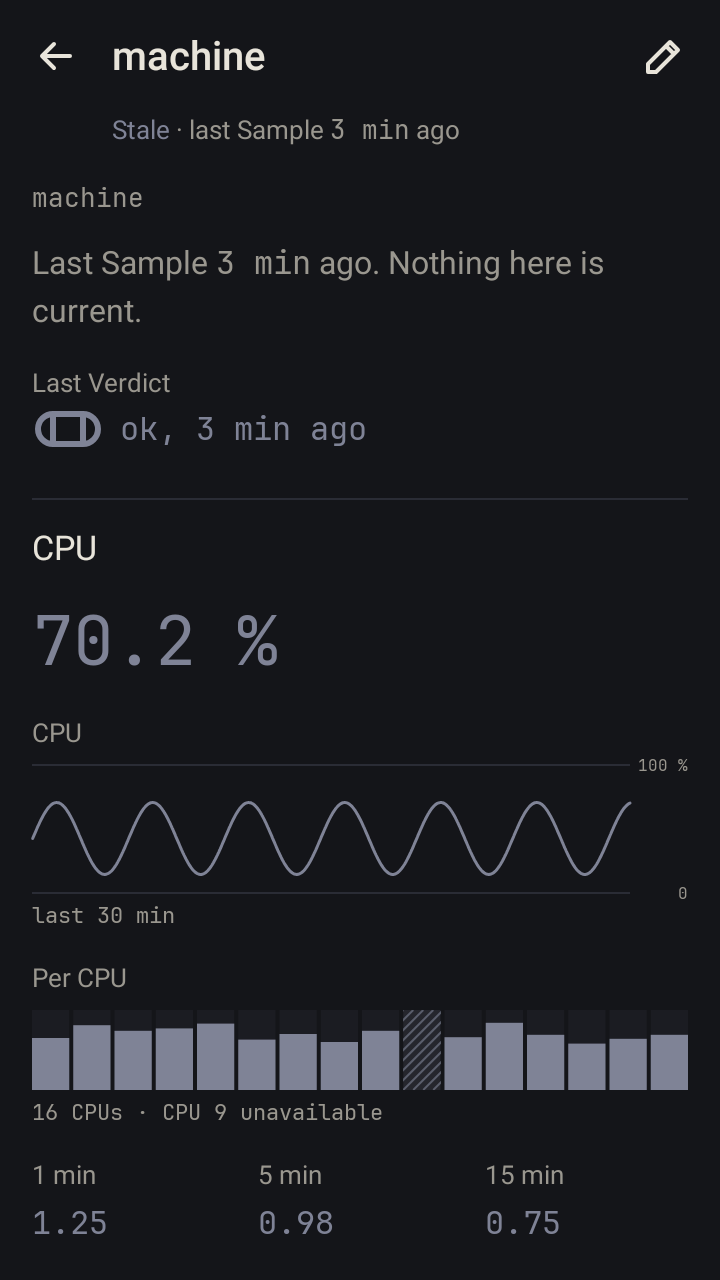 machine
Stale · last Sample 3 min ago
machine
Last Sample 3 min ago. Nothing here is
current.
Last Verdict
ok, 3 min ago
CPU
70.2 %
CPU
100 %
0
last 30 min
Per CPU
16 CPUs · CPU 9 unavailable
1 min 5 min 15 min
1.25 0.98 0.75